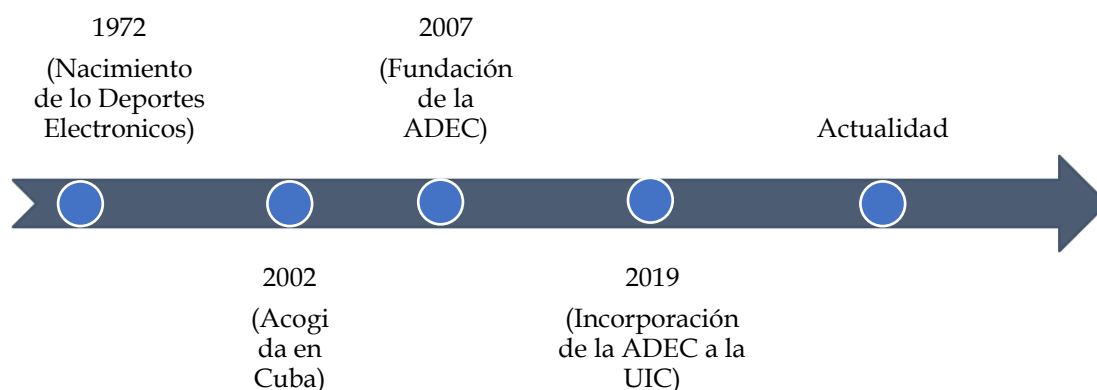 1972
(Nacimiento
de lo Deportes
Electronicos)
2007
(Fundación
de la
ADEC)
Actualidad
2002
(Acogi
da en
Cuba)
2019
(Incorporación
de la ADEC a la
UIC)